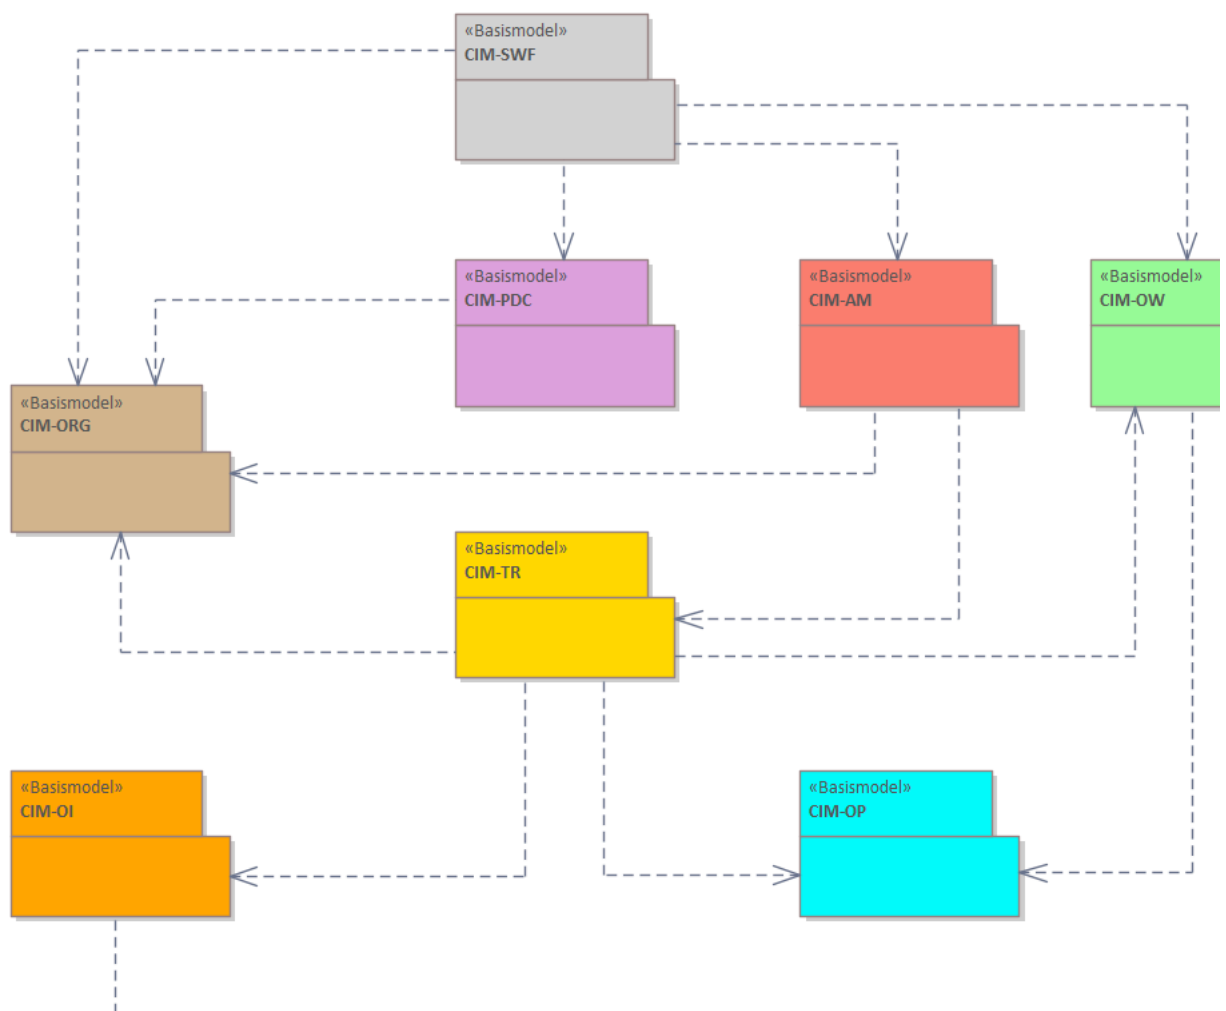 «Basismodel»
CIM-SWF
«Basismodel»
CIM-PDC
«Basismodel»
CIM-AM
«Basismodel»
CIM-OW
«Basismodel»
CIM-ORG
«Basismodel»
CIM-TR
«Basismodel»
CIM-OI
«Basismodel»
CIM-OP